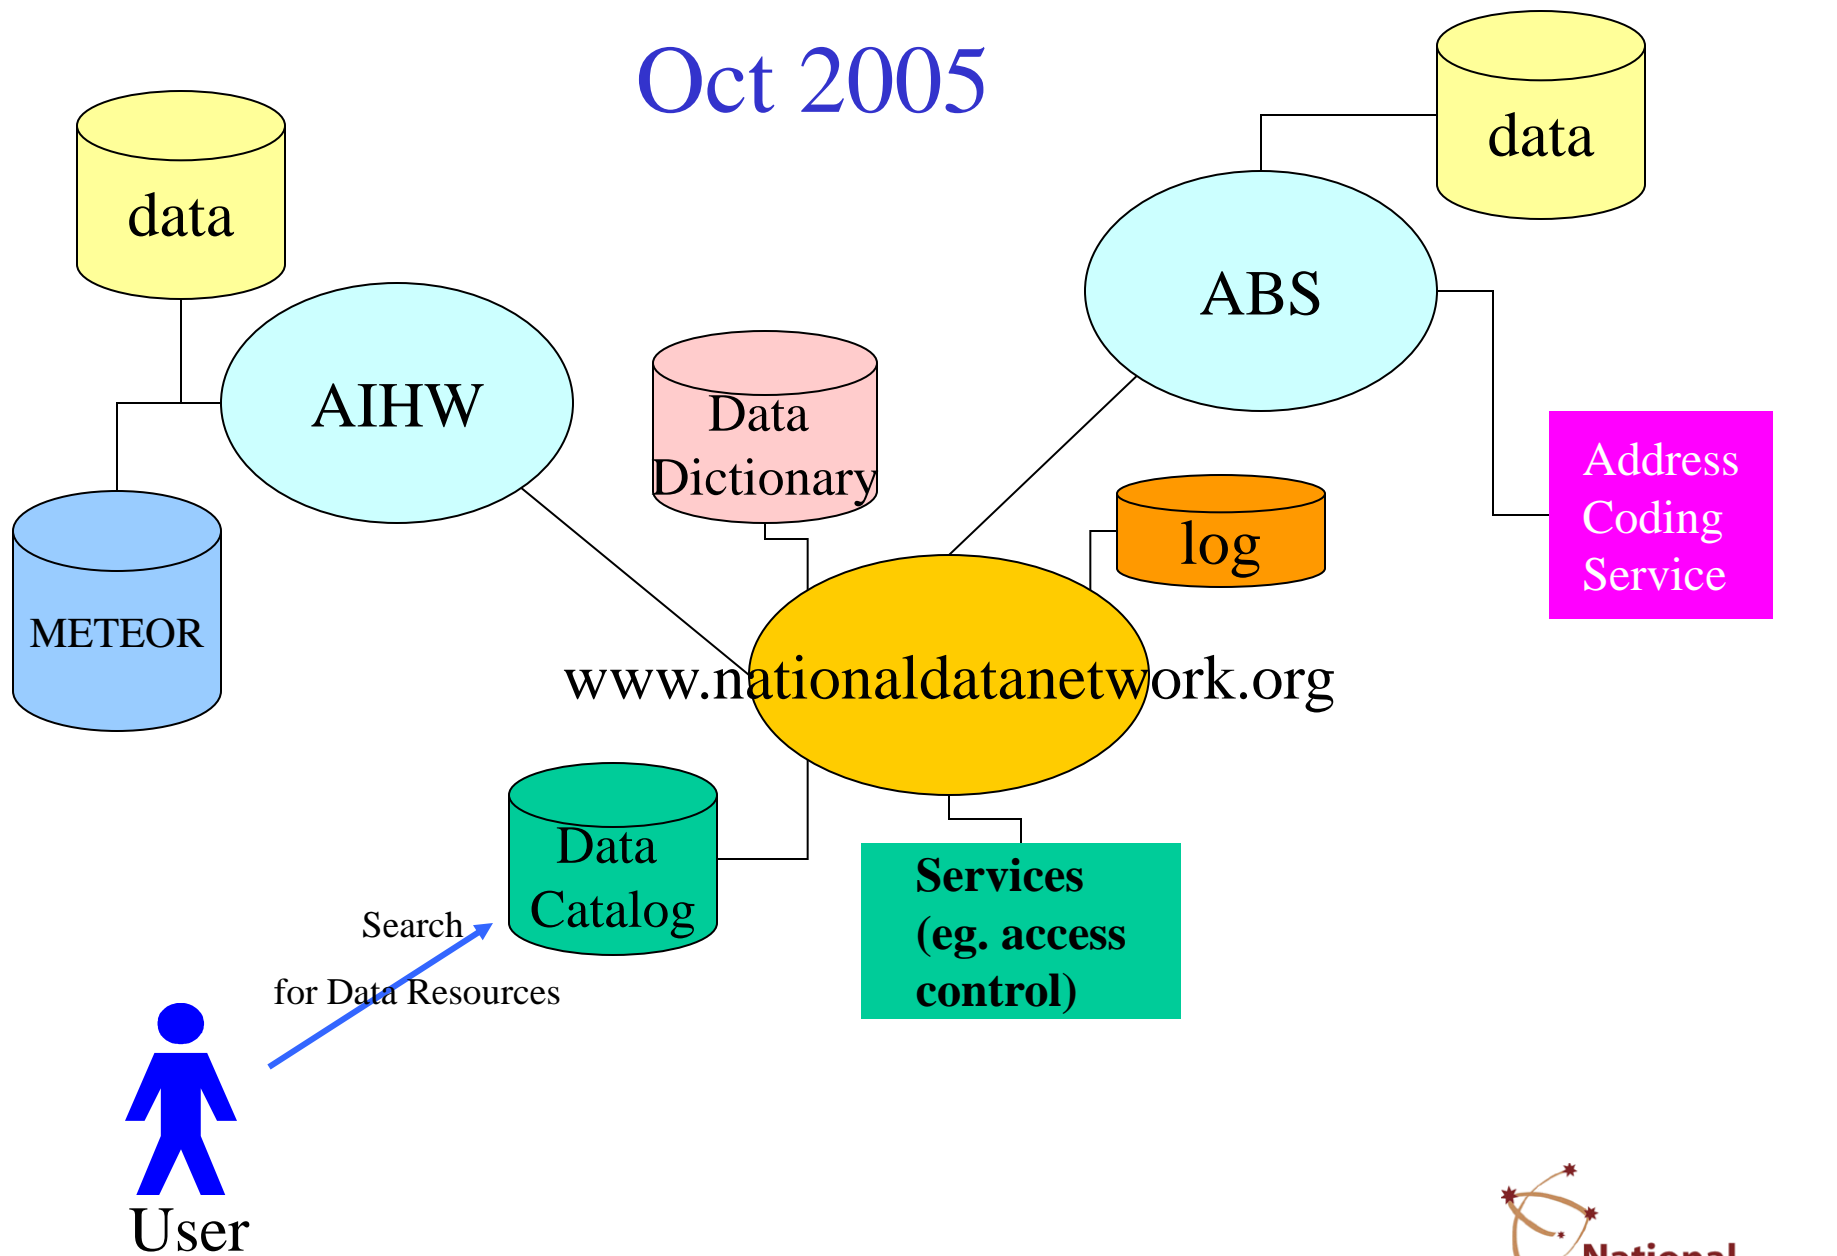 Oct 2005
data
data
ABS
AIHW
Data
Dictionary
Address
Coding
Service
log
METEOR
www.nationaldatanetwork.org
Data
Catalog
Services
(eg. access
control)
Search
for Data Resources
User
National